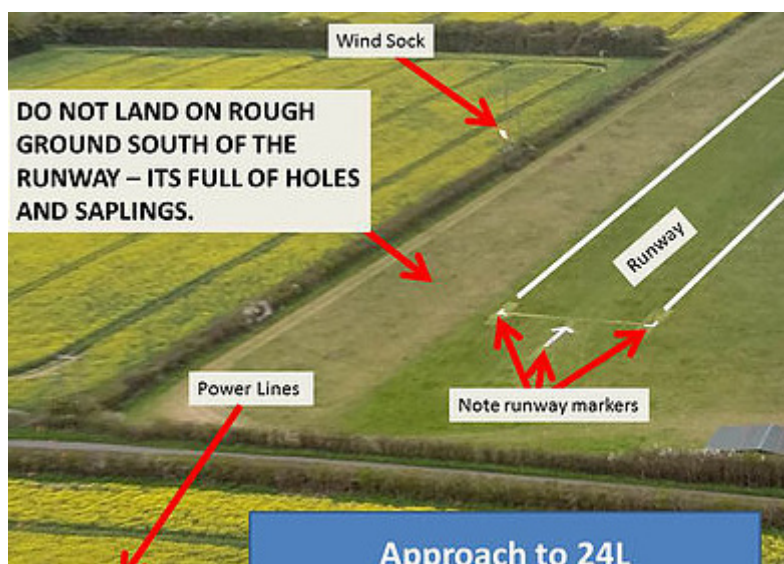 Wind Sock
DO NOT LAND ON ROUGH
GROUND SOUTH OF THE
RUNWAY – ITS FULL OF HOLES
AND SAPLINGS.
Runway
Power Lines
Note runway markers
Approach to 24L